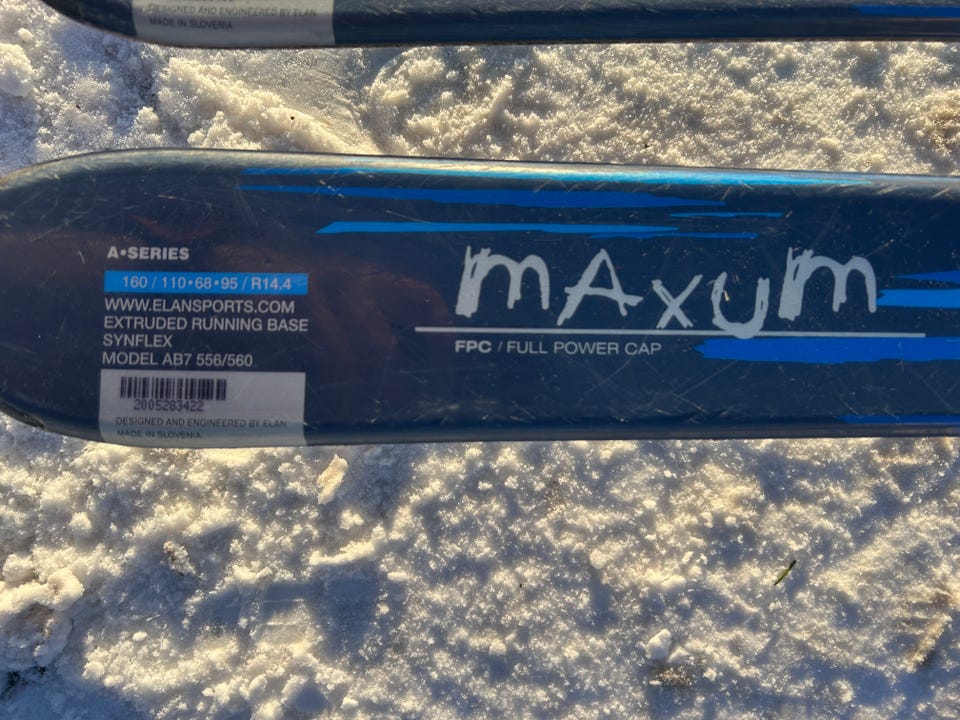 DESIGNED AND ENGINEERED BY ELAN
MADE IN SLOVENIA
A•SERIES
160 / 110•68•95 / R14.4
WWW.ELANSPORTS.COM
EXTRUDED RUNNING BASE
SYNFLEX
MODEL AB7 556/560
2005283422
DESIGNED AND ENGINEERED BY ELAN
MADE IN SLOVENIA
mAxum
FPC / FULL POWER CAP